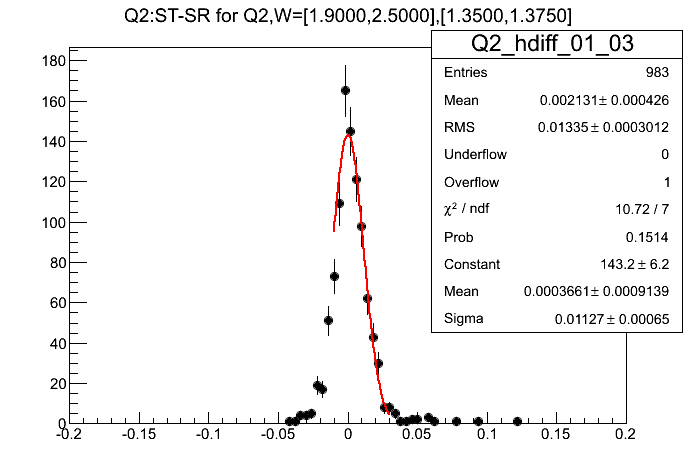 Q2:ST-SR for Q2,W=[1.9000,2.5000],[1.3500,1.3750]
Q2_hdiff_01_03
Entries 983
Mean 0.002131± 0.000426
RMS 0.01335± 0.0003012
Underflow 0
Overflow 1
χ² / ndf 10.72 / 7
Prob 0.1514
Constant 143.2 ± 6.2
Mean 0.0003661± 0.0009139
Sigma 0.01127± 0.00065
180
160
140
120
100
80
60
40
20
0
-0.2 -0.15 -0.1 -0.05 0 0.05 0.1 0.15 0.2